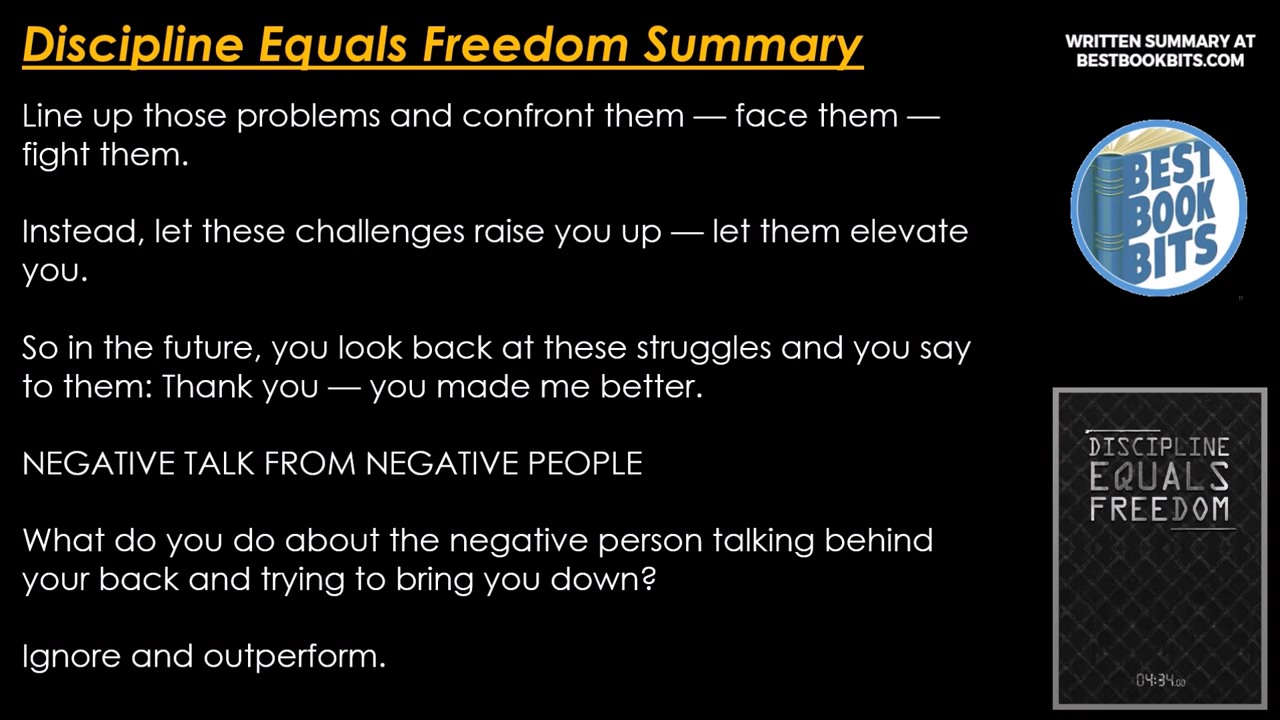 Discipline Equals Freedom Summary
WRITTEN SUMMARY AT
BESTBOOKBITS.COM
Line up those problems and confront them — face them —
fight them.
Instead, let these challenges raise you up — let them elevate
you.
So in the future, you look back at these struggles and you say
to them: Thank you — you made me better.
NEGATIVE TALK FROM NEGATIVE PEOPLE
What do you do about the negative person talking behind
your back and trying to bring you down?
Ignore and outperform.
BEST
BOOK
BITS
DISCIPLINE
EQUALS
FREEDOM
04:34.00